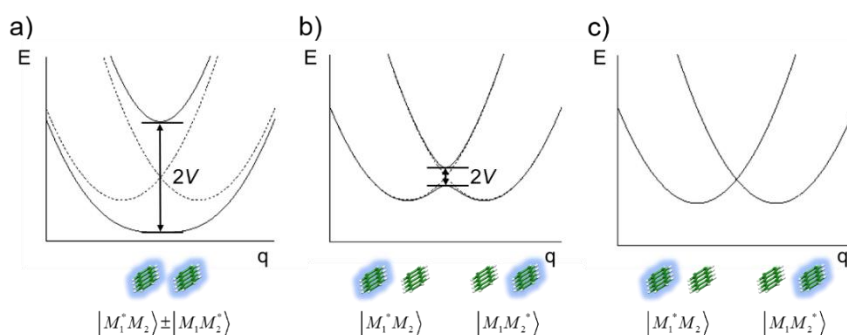 a) b) c)
E E E
2V 2V
q q q
|M₁*M₂⟩±|M₁M₂*⟩ |M₁*M₂⟩ |M₁M₂*⟩ |M₁*M₂⟩ |M₁M₂*⟩